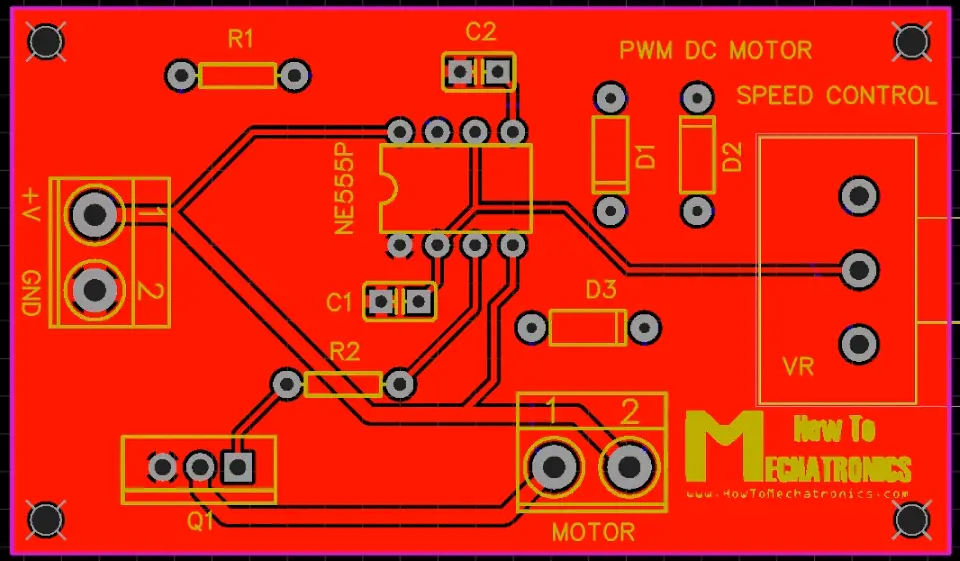 R1
C2
PWM DC MOTOR
SPEED CONTROL
NE555P
D1
D2
+V
1
GND
2
C1
D3
R2
VR
1 2
M
How To
ECHATRONICS
www.HowToMechatronics.com
Q1
MOTOR